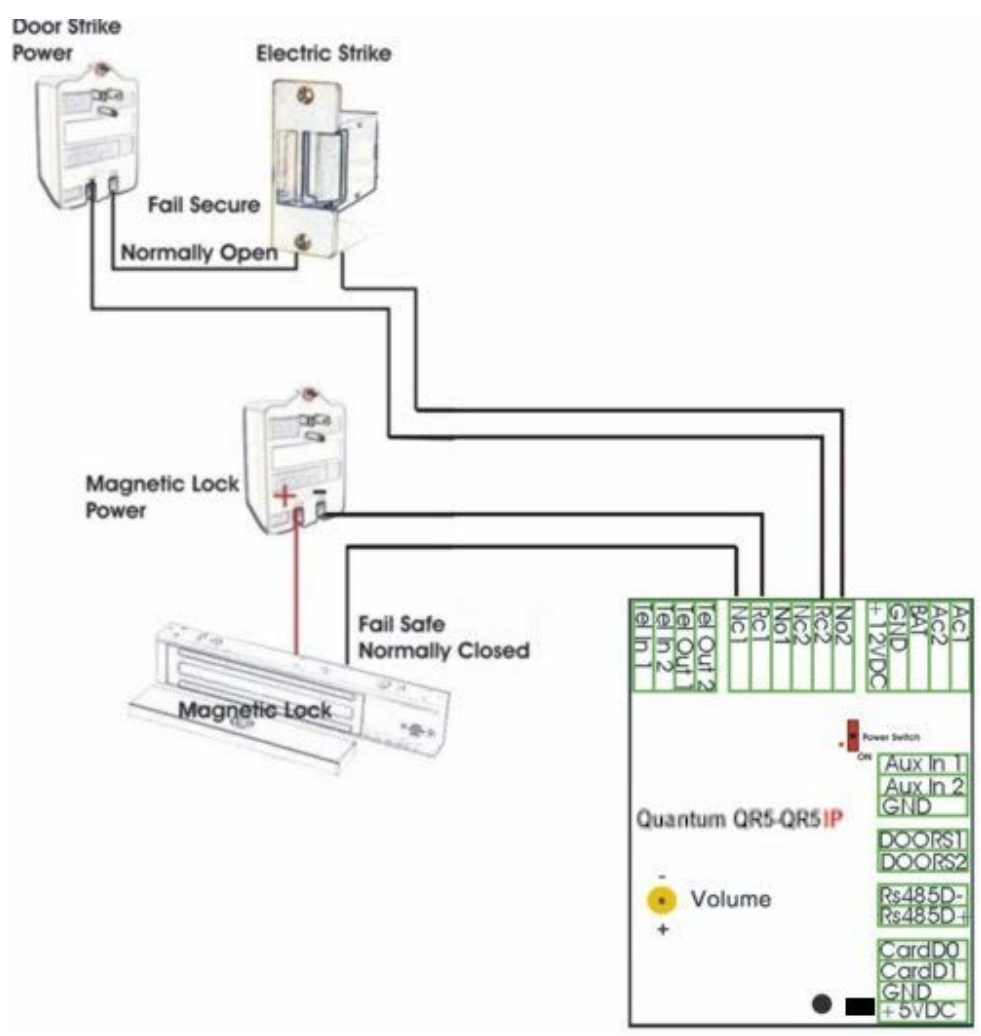 Door Strike
Power
Electric Strike
Fail Secure
Normally Open
Magnetic Lock
Power
+ -
Fail Safe
Normally Closed
Magnetic Lock
Tel In 1
Tel In 2
Tel Out 1
Tel Out 2
Nc1
Rc1
No1
Nc2
Rc2
No2
+12VDC
GND
BAT
Ac2
Ac1
Power Switch
ON
Aux In 1
Aux In 2
GND
Quantum QR5-QR5IP
DOORS1
DOORS2
-
Volume
+
Rs485D-
Rs485D+
CardD0
CardD1
GND
+5VDC